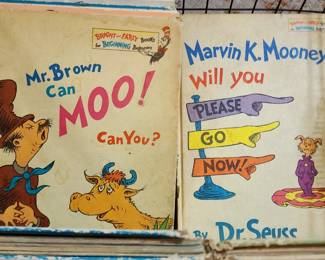 BRIGHT and EARLY BOOKS
for BEGINNING Beginners
Mr. Brown
Can
MOO!
Can You?
Marvin K. Mooney
Will you
PLEASE
GO
NOW!
By Dr. Seuss